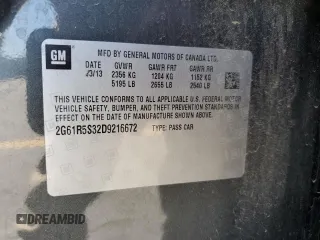 GM
MFD BY GENERAL MOTORS OF CANADA LTD.
03/13 GVWR GAWR FRT GAWR RR
2356 KG 1204 KG 1152 KG
5195 LB 2655 LB 2540 LB
THIS VEHICLE CONFORMS TO ALL APPLICABLE U.S. FEDERAL MOTOR
VEHICLE SAFETY, BUMPER, AND THEFT PREVENTION STANDARDS
IN EFFECT ON THE DATE OF MANUFACTURE SHOWN ABOVE.
2G61R5S32D9216672 TYPE: PASS CAR
DREAMBID